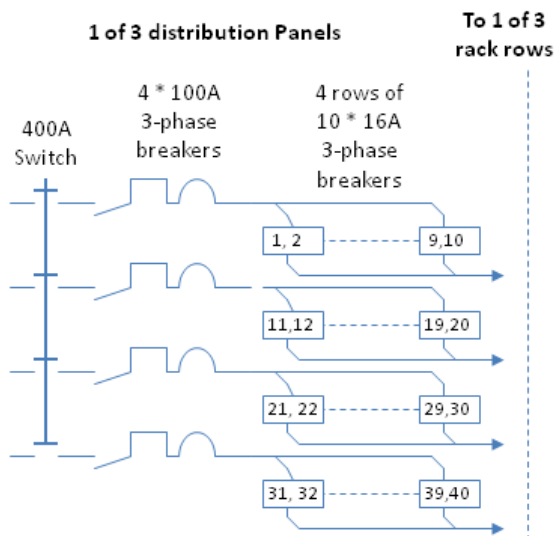 1 of 3 distribution Panels
To 1 of 3
rack rows
4 * 100A
3-phase
breakers
4 rows of
10 * 16A
3-phase
breakers
400A
Switch
1, 2
9,10
11,12
19,20
21, 22
29,30
31, 32
39,40